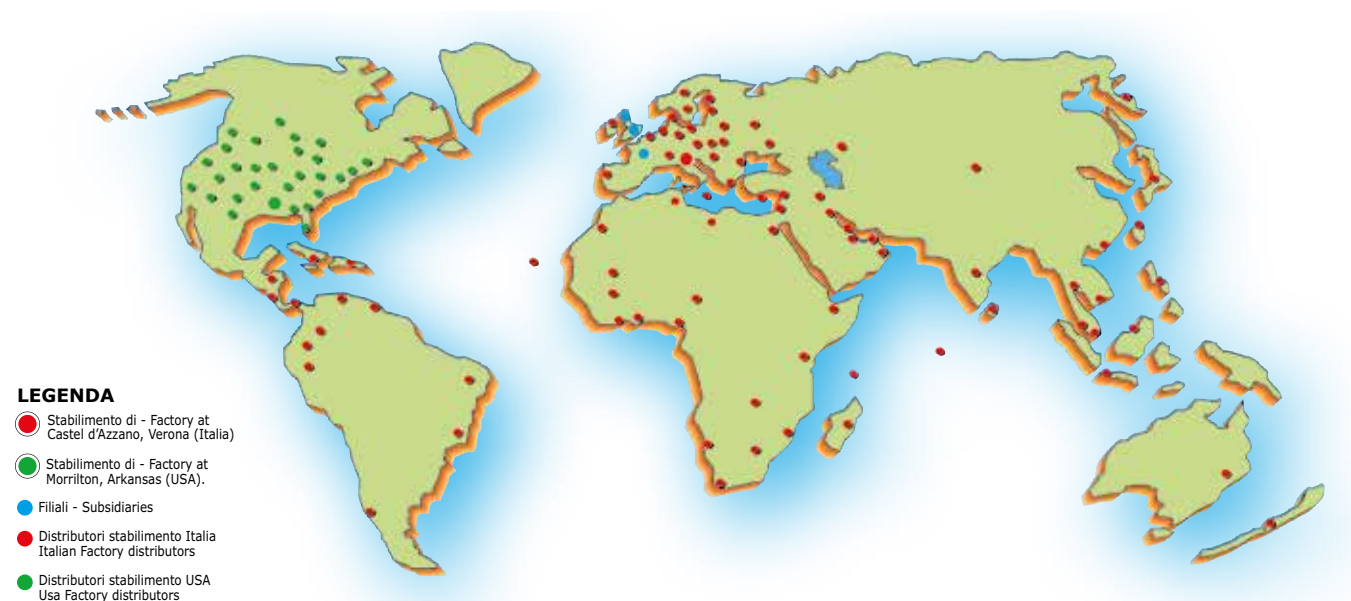 LEGENDA
Stabilimento di - Factory at
Castel d'Azzano, Verona (Italia)
Stabilimento di - Factory at
Morrilton, Arkansas (USA).
Filiali - Subsidiaries
Distributori stabilimento Italia
Italian Factory distributors
Distributori stabilimento USA
Usa Factory distributors